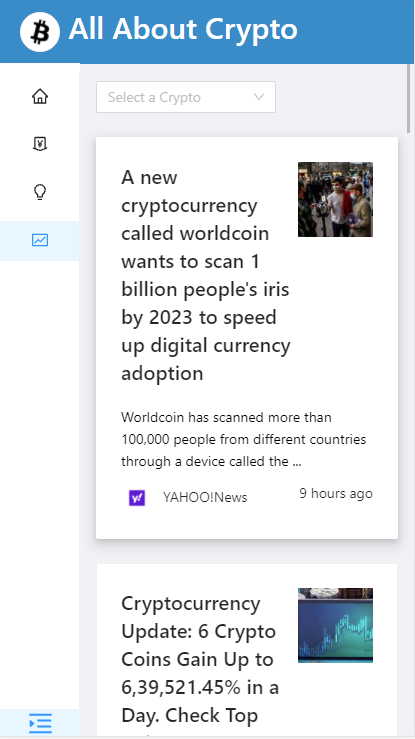 All About Crypto
Select a Crypto
A new
cryptocurrency
called worldcoin
wants to scan 1
billion people's iris
by 2023 to speed
up digital currency
adoption
Worldcoin has scanned more than
100,000 people from different countries
through a device called the ...
YAHOO!News
9 hours ago
Cryptocurrency
Update: 6 Crypto
Coins Gain Up to
6,39,521.45% in a
Day. Check Top